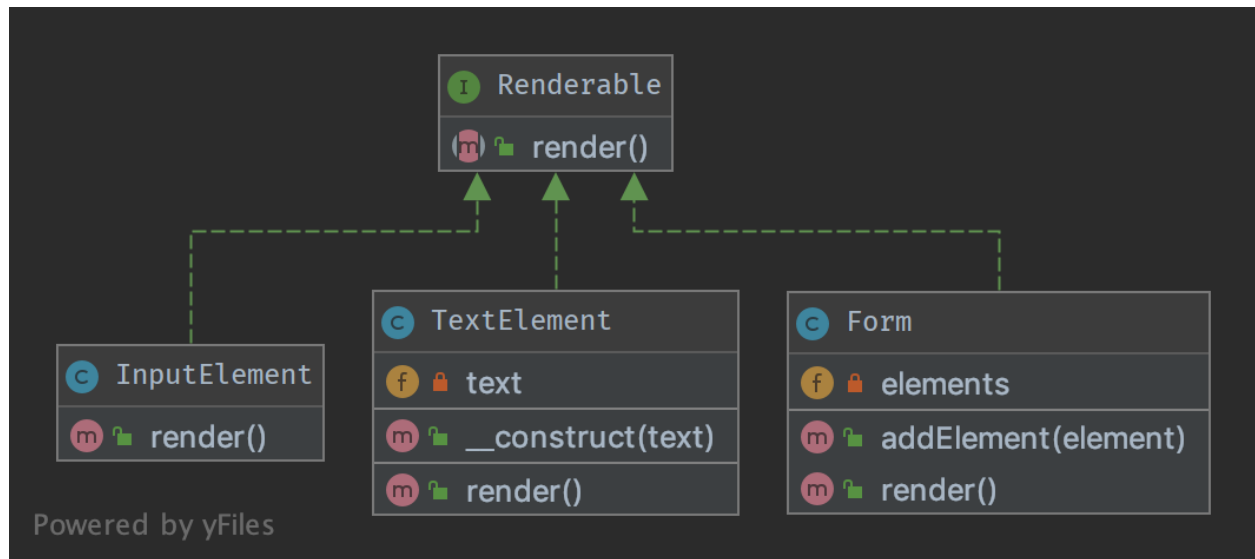 I Renderable
m render()
C InputElement
m render()
C TextElement
f text
m __construct(text)
m render()
C Form
f elements
m addElement(element)
m render()
Powered by yFiles